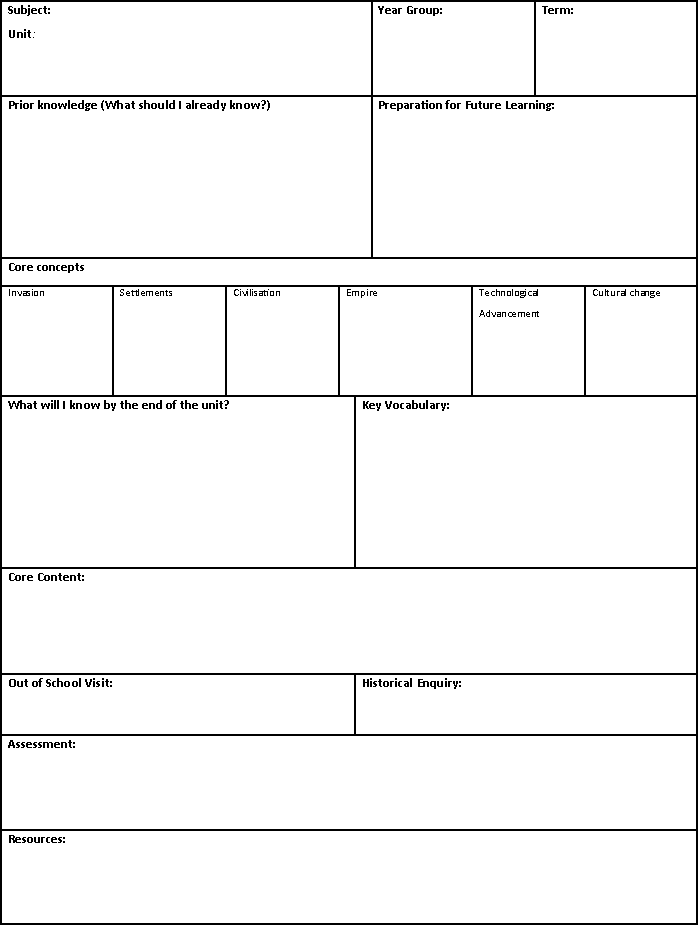 Subject:
Unit:
Year Group:
Term:
Prior knowledge (What should I already know?)
Preparation for Future Learning:
Core concepts
Invasion
Settlements
Civilisation
Empire
Technological
Advancement
Cultural change
What will I know by the end of the unit?
Key Vocabulary:
Core Content:
Out of School Visit:
Historical Enquiry:
Assessment:
Resources: